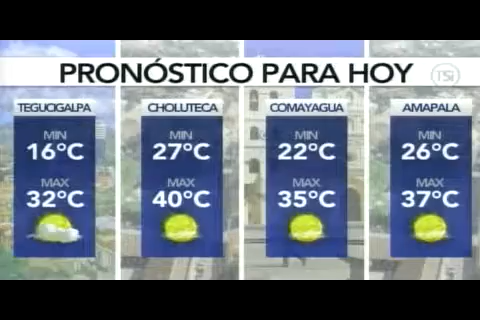 PRONÓSTICO PARA HOY
TSi
TEGUCIGALPA
MIN
16°C
MAX
32°C
CHOLUTECA
MIN
27°C
MAX
40°C
COMAYAGUA
MIN
22°C
MAX
35°C
AMAPALA
MIN
26°C
MAX
37°C